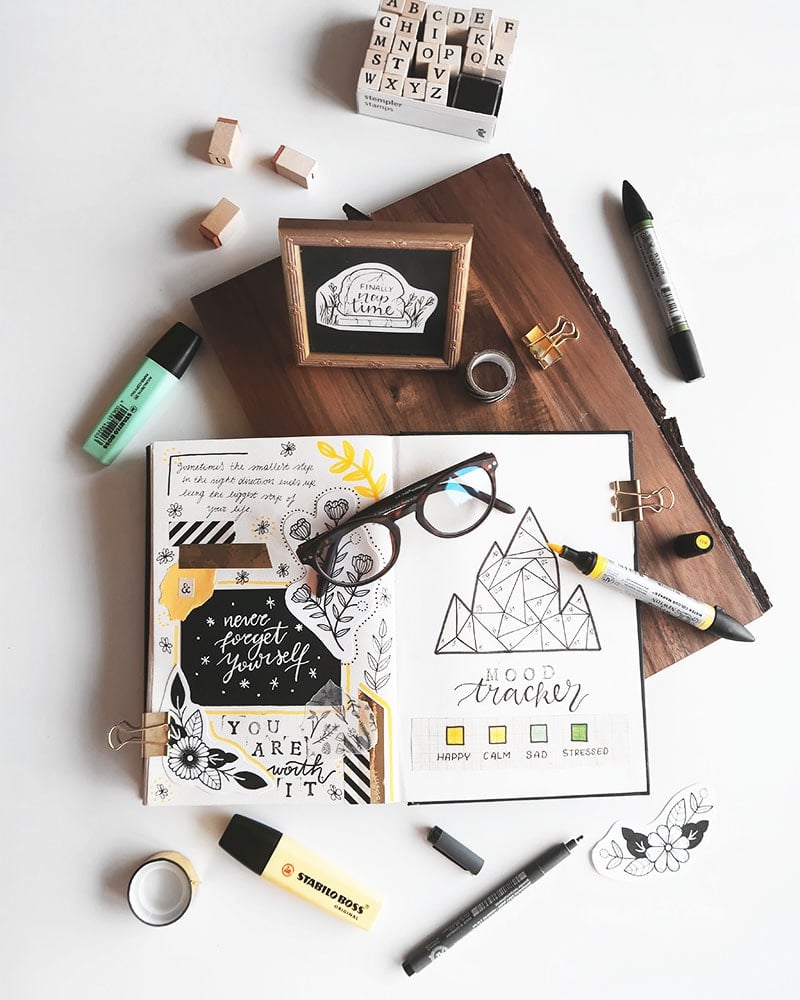 A B C D E F
G H N O P K R
M S T U V
W X Y Z
stempler
stamps
FINALLY
nap
time
STABILO BOSS
Sometimes the smallest step
in the right direction ends up
being the biggest step of
your life.
&
never
forget
yourself
YOU
ARE
worth
IT
MOOD
tracker
HAPPY CALM SAD STRESSED
STABILO BOSS
ORIGINAL